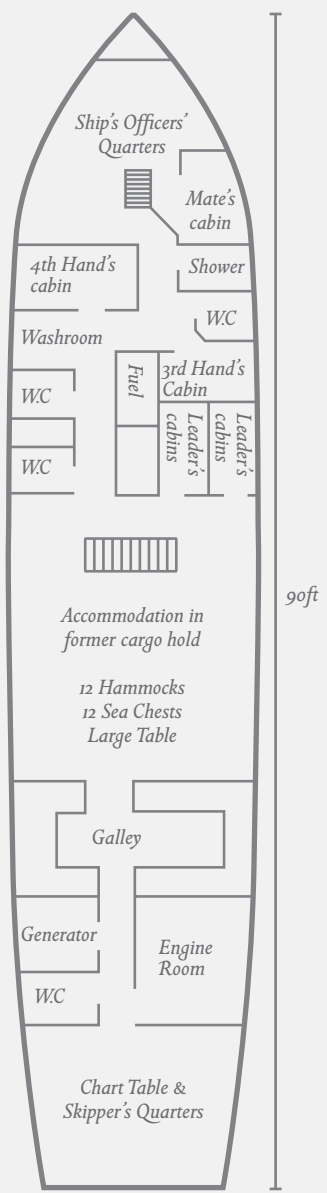 Ship's Officers'
Quarters
Mate's
cabin
4th Hand's
cabin
Shower
W.C
Washroom
3rd Hand's
Cabin
Fuel
W.C
Leader's
cabins
Leader's
cabins
W.C
90ft
Accommodation in
former cargo hold
12 Hammocks
12 Sea Chests
Large Table
Galley
Generator
Engine
Room
W.C
Chart Table &
Skipper's Quarters